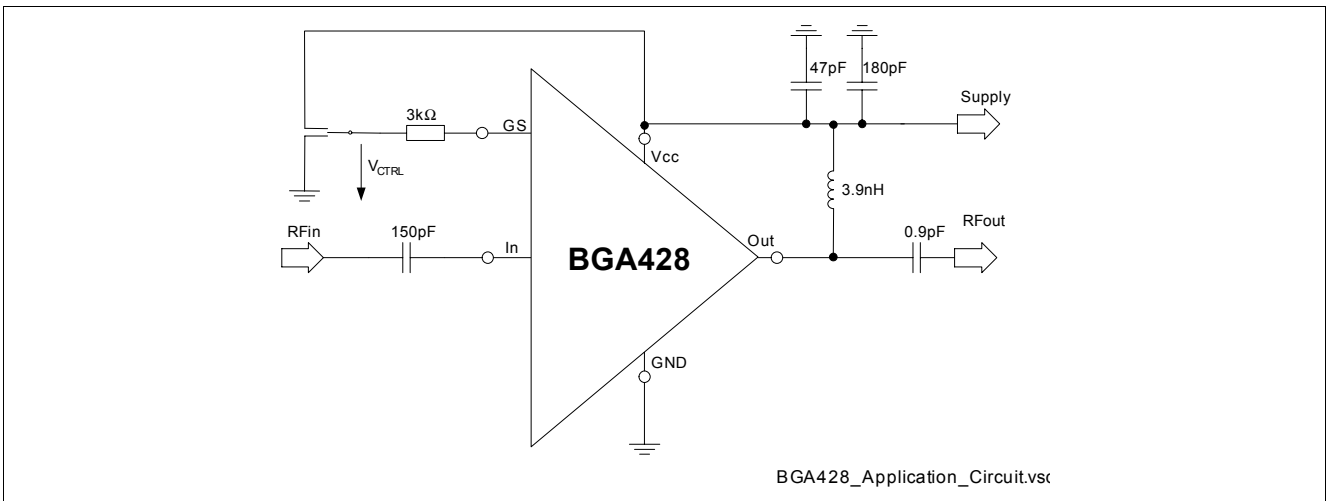 47pF
180pF
Supply
3kΩ
GS
Vcc
VCTRL
3.9nH
RFin
150pF
In
BGA428
Out
0.9pF
RFout
GND
BGA428_Application_Circuit.vsd